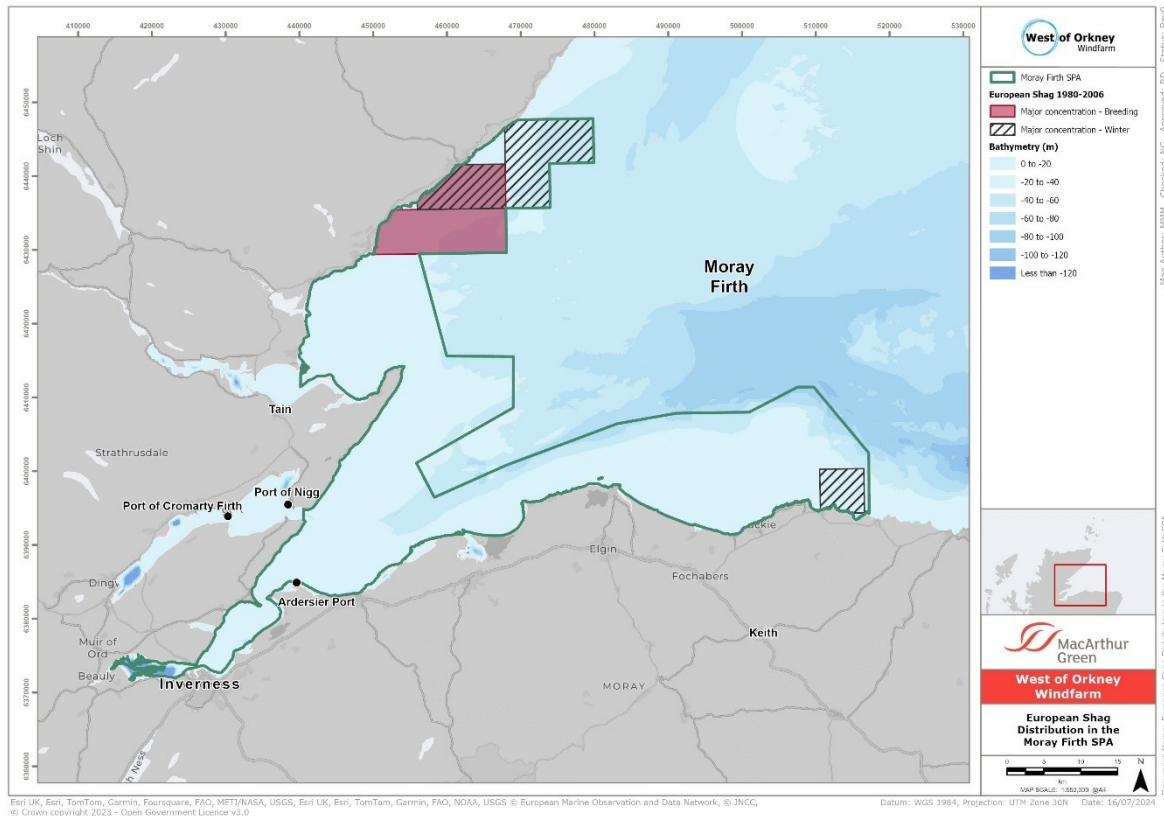 410000 420000 430000 440000 450000 460000 470000 480000 490000 500000 510000 520000 530000
6450000
6440000
6430000
6420000
6410000
6400000
6390000
6380000
6370000
6360000
Loch
Shin
Moray
Firth
Tain
Strathrusdale
Port of Nigg
Port of Cromarty Firth
Elgin
Fochabers
Ardersier Port
Muir of
Ord
Keith
Beauly
Inverness
MORAY
West of Orkney
Windfarm
Moray Firth SPA
European Shag 1980-2006
Major concentration - Breeding
Major concentration - Winter
Bathymetry (m)
0 to -20
-20 to -40
-40 to -60
-60 to -80
-80 to -100
-100 to -120
Less than -120
MacArthur
Green
West of Orkney
Windfarm
European Shag
Distribution in the
Moray Firth SPA
0 5 10 15
km
N
MAP SCALE: 1:550,000 @A4
Esri UK, Esri, TomTom, Garmin, Foursquare, FAO, METI/NASA, USGS, Esri UK, Esri, TomTom, Garmin, FAO, NOAA, USGS © European Marine Observation and Data Network, © JNCC,
© Crown copyright 2023 - Open Government Licence v3.0
Datum: WGS 1984, Projection: UTM Zone 30N Date: 16/07/2024